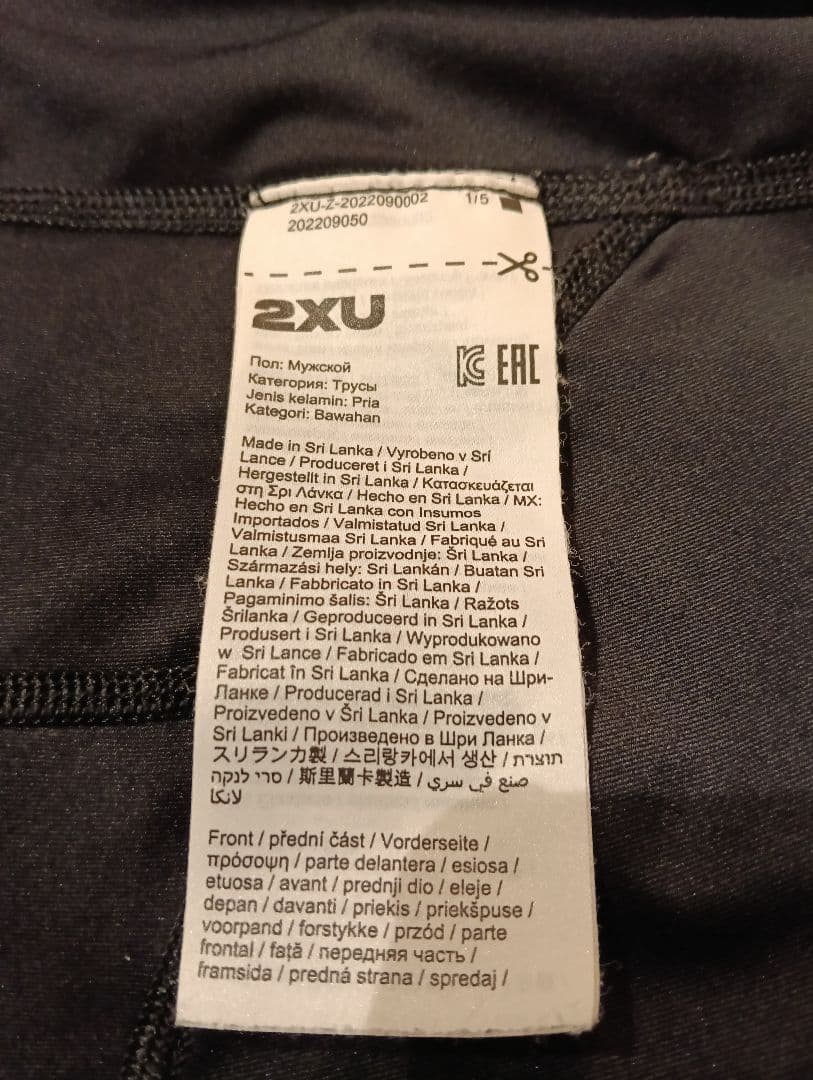 2XU-Z-2022090002 1/5
202209050
2XU
Пол: Мужской
Категория: Трусы
Jenis kelamin: Pria
Kategori: Bawahan
EAC
Made in Sri Lanka / Vyrobeno v Srí
Lance / Produceret i Sri Lanka /
Hergestellt in Sri Lanka / Κατασκευάζεται
στη Σρι Λάνκα / Hecho en Sri Lanka / MX:
Hecho en Sri Lanka con Insumos
Importados / Valmistatud Sri Lanka /
Valmistusmaa Sri Lanka / Fabriqué au Sri
Lanka / Zemlja proizvodnje: Šri Lanka /
Származási hely: Sri Lankán / Buatan Sri
Lanka / Fabbricato in Sri Lanka /
Pagaminimo šalis: Šri Lanka / Ražots
Šrilanka / Geproduceerd in Sri Lanka /
Produsert i Sri Lanka / Wyprodukowano
w Sri Lance / Fabricado em Sri Lanka /
Fabricat în Sri Lanka / Сделано на Шри-
Ланке / Producerad i Sri Lanka /
Proizvedeno v Šri Lanka / Proizvedeno v
Sri Lanki / Произведено в Шри Ланка /
スリランカ製 / 스리랑카에서 생산 / תוצרת
סרי לנקה / 斯里蘭卡製造 / صنع في سري
لانكا
Front / přední část / Vorderseite /
πρόσοψη / parte delantera / esiosa /
etuosa / avant / prednji dio / eleje /
depan / davanti / priekis / priekšpuse /
voorpand / forstykke / przód / parte
frontal / față / передняя часть /
framsida / predná strana / spredaj /